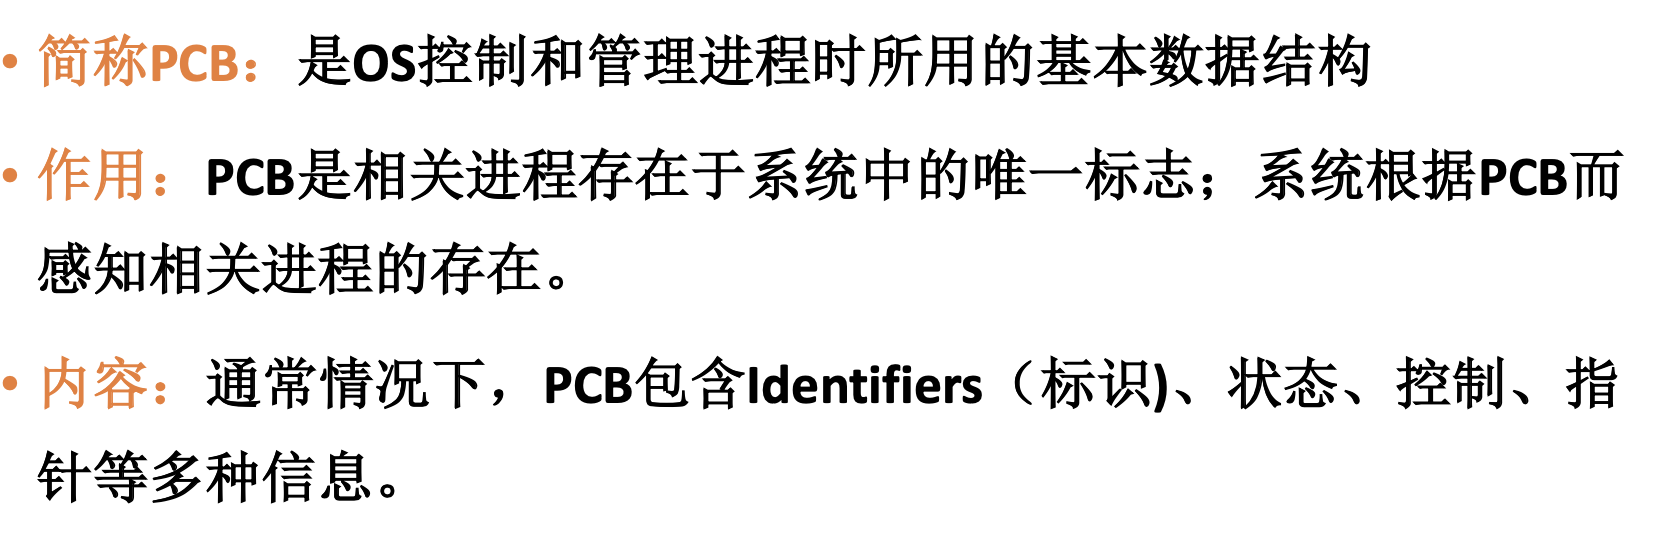 • 简称PCB：是OS控制和管理进程时所用的基本数据结构
• 作用：PCB是相关进程存在于系统中的唯一标志；系统根据PCB而
感知相关进程的存在。
• 内容：通常情况下，PCB包含Identifiers（标识)、状态、控制、指
针等多种信息。